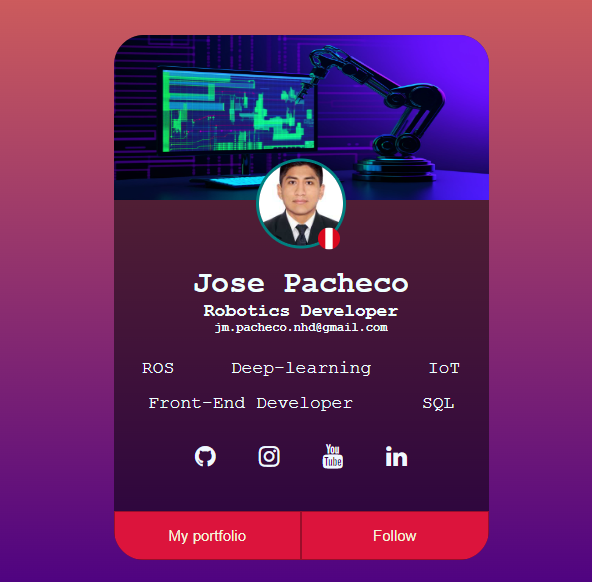 Jose Pacheco
Robotics Developer
jm.pacheco.nhd@gmail.com
ROS Deep-learning IoT
Front-End Developer SQL
You
Tube
in
My portfolio Follow